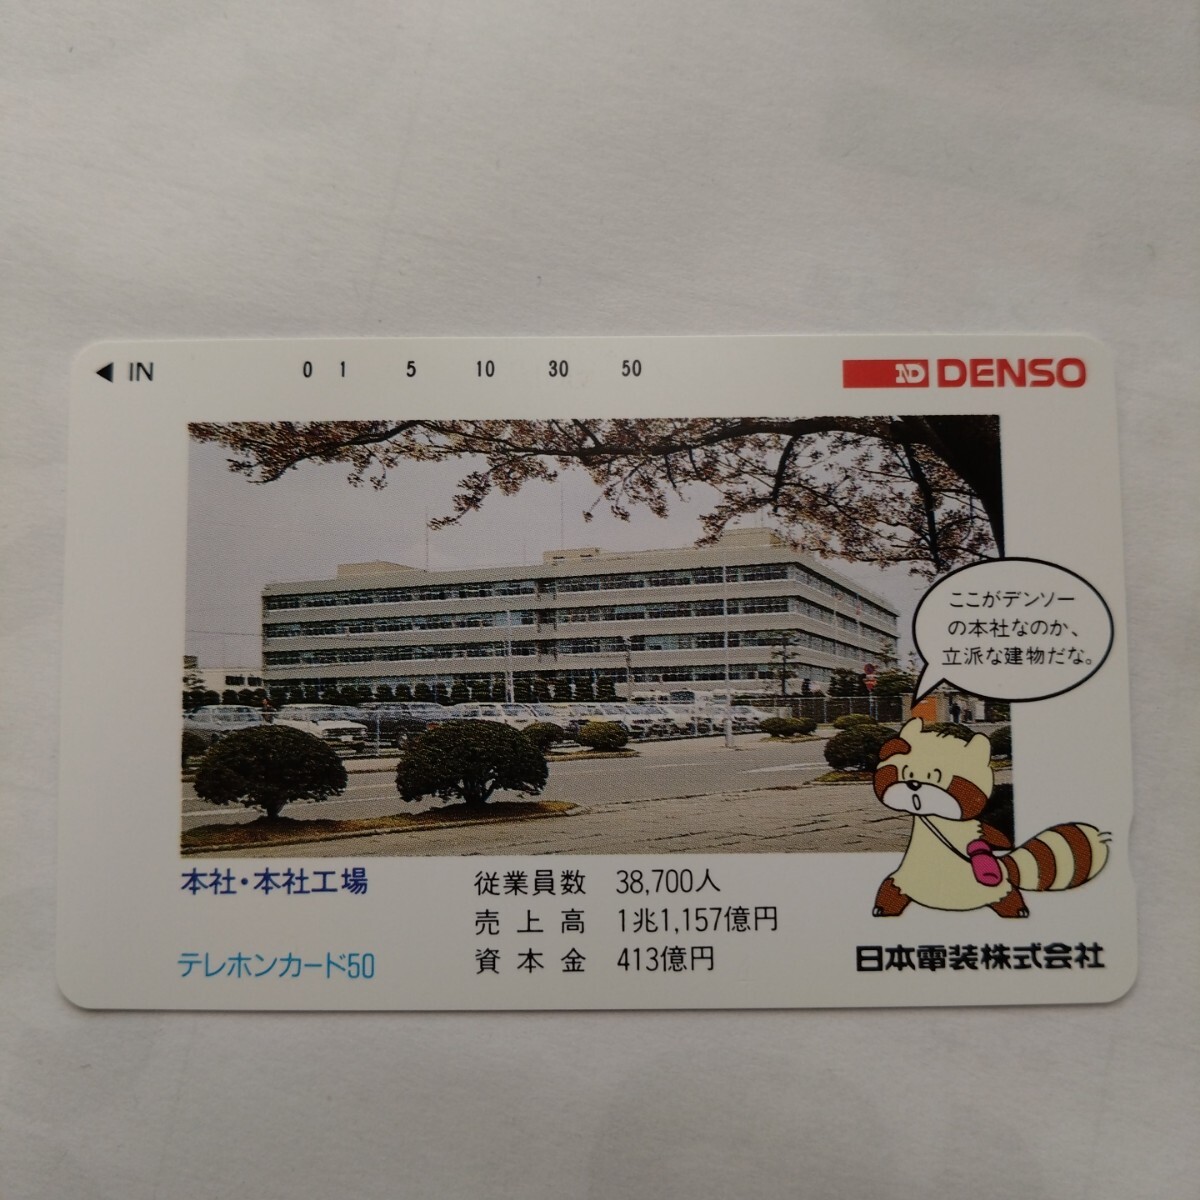 ◀ IN
0 1 5 10 30 50
ND DENSO
ここがデンソー
の本社なのか、
立派な建物だな。
本社・本社工場
従業員数 38,700人
売上高 1兆1,157億円
資本金 413億円
テレホンカード50
日本電装株式会社